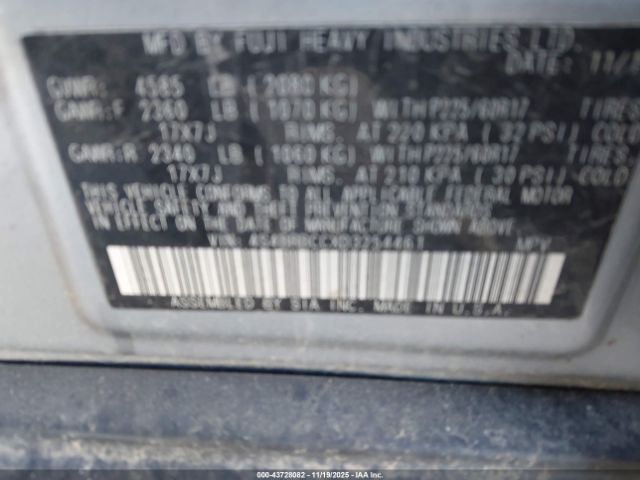 MFD BY FUJI HEAVY INDUSTRIES LTD.
DATE: 11/
GVWR: 4585 LB (2080 KG)
GAWR:F 2360 LB (1070 KG) WITH P225/60R17 TIRES
17X7J RIMS, AT 220 KPA (32 PSI) COLD
GAWR:R 2340 LB (1060 KG) WITH P225/60R17 TIRES
17X7J RIMS, AT 210 KPA (30 PSI) COLD
THIS VEHICLE CONFORMS TO ALL APPLICABLE FEDERAL MOTOR
VEHICLE SAFETY AND THEFT PREVENTION STANDARDS
IN EFFECT ON THE DATE OF MANUFACTURE SHOWN ABOVE.
VIN: MPV
ASSEMBLED BY SIA INC. MADE IN U.S.A.
000-43728082 — 11/19/2025 — IAAI.com